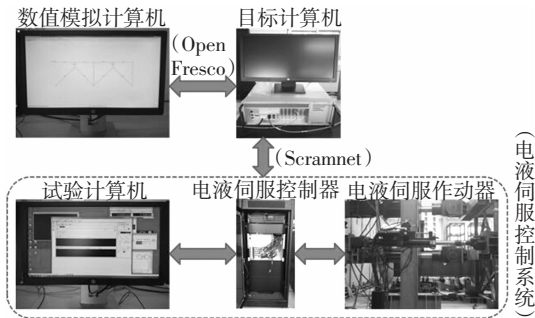 数值模拟计算机
目标计算机
(Open
Fresco)
(Scramnet)
试验计算机
电液伺服控制器
电液伺服作动器
(电液伺服控制系统)